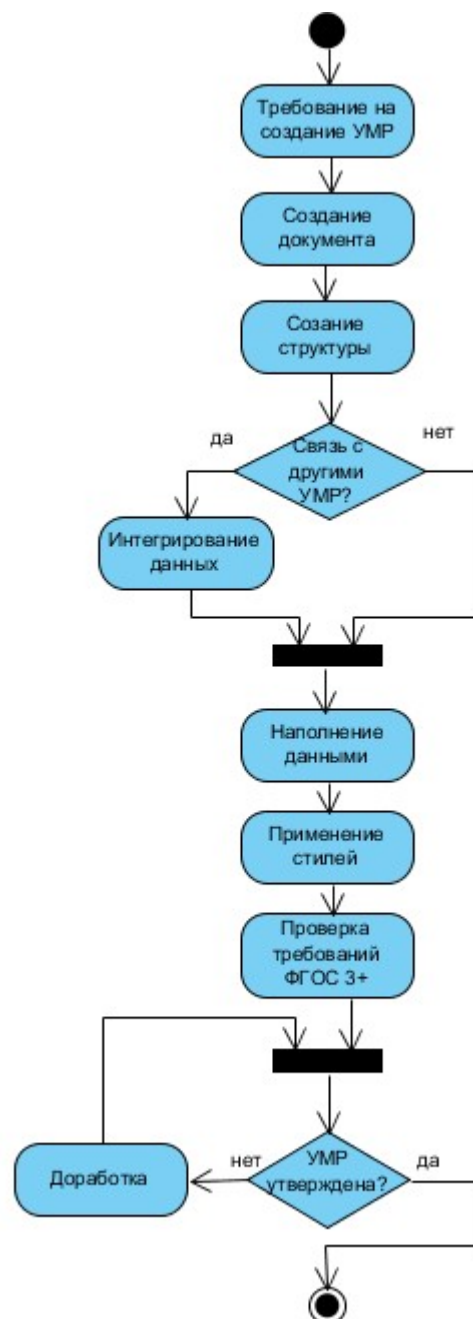 Требование на
создание УМР
Создание
документа
Созание
структуры
да
нет
Связь с
другими
УМР?
Интегрирование
данных
Наполнение
данными
Применение
стилей
Проверка
требований
ФГОС 3+
Доработка
нет
УМР
утверждена?
да